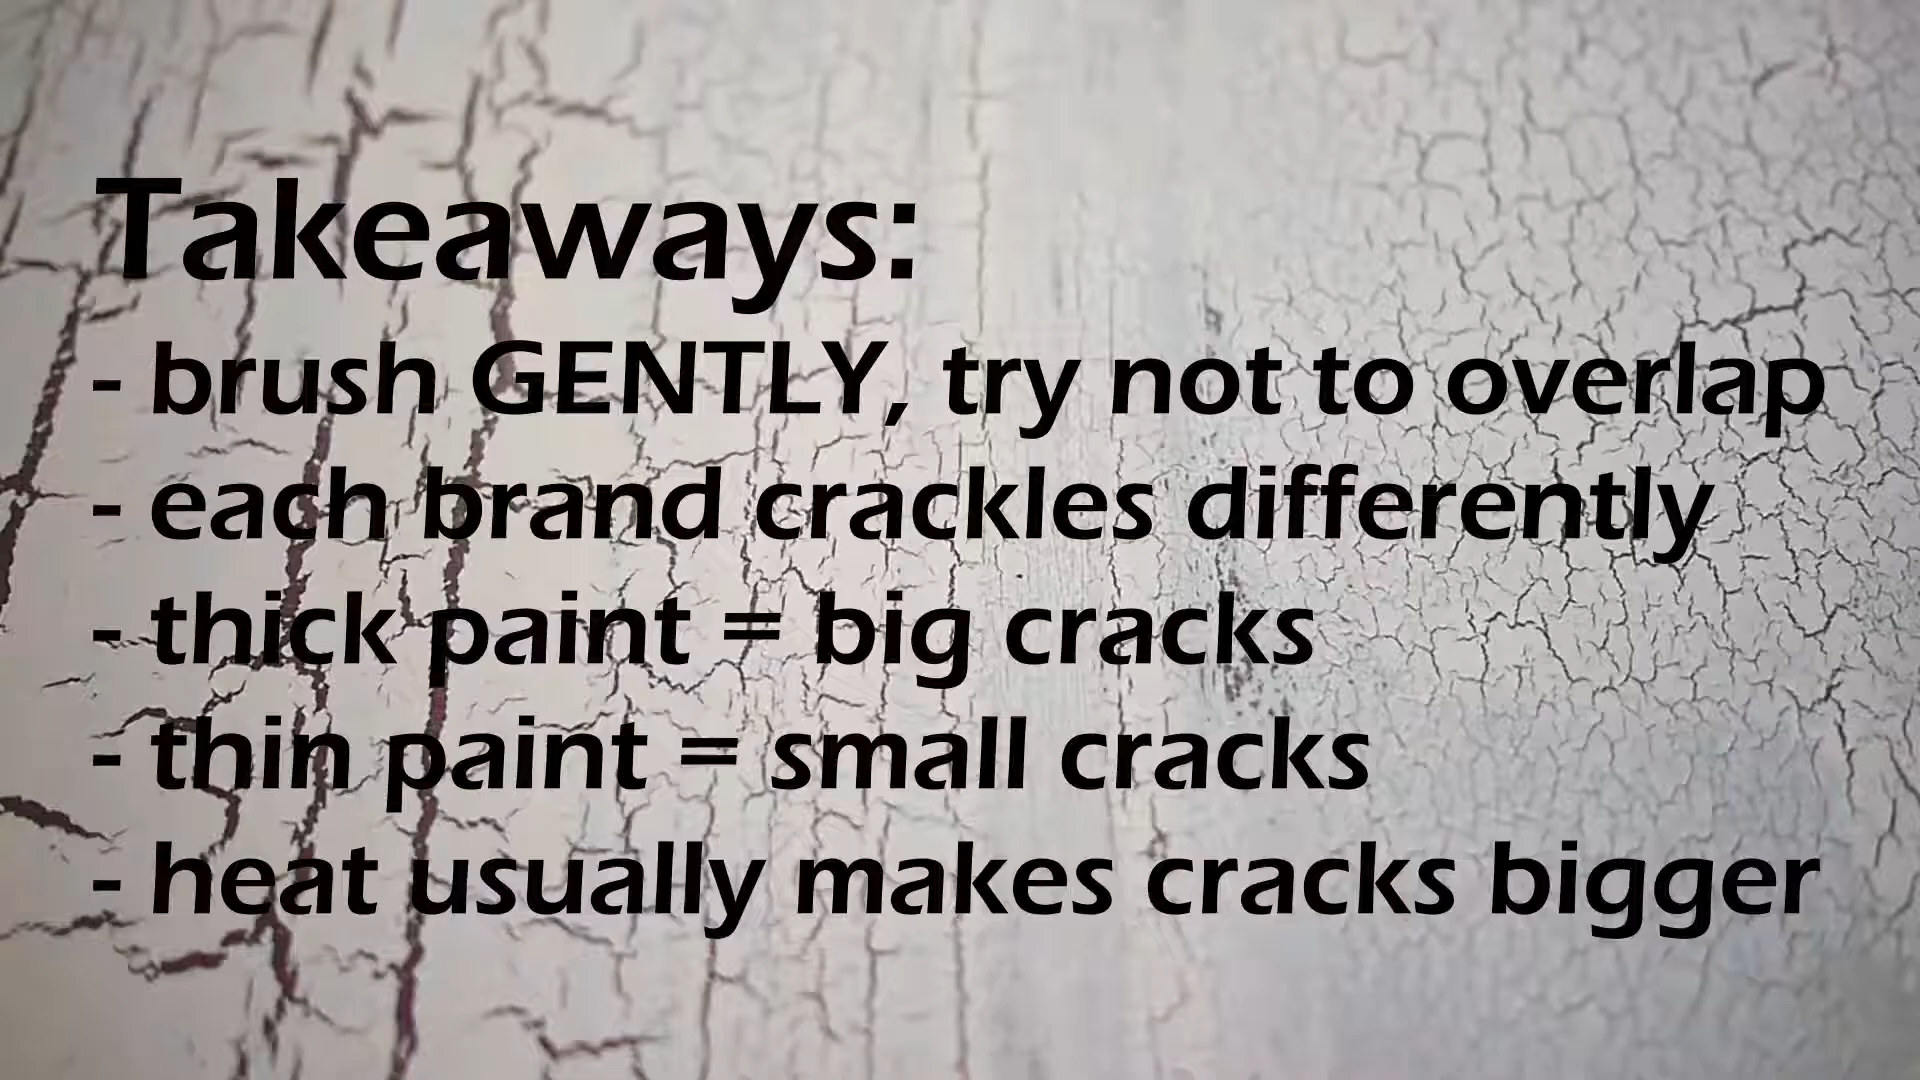 Takeaways:
- brush GENTLY, try not to overlap
- each brand crackles differently
- thick paint = big cracks
- thin paint = small cracks
- heat usually makes cracks bigger